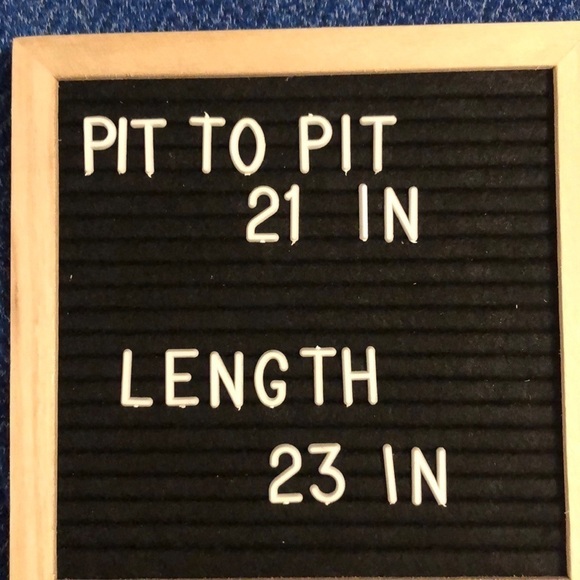 PIT TO PIT
21 IN
LENGTH
23 IN